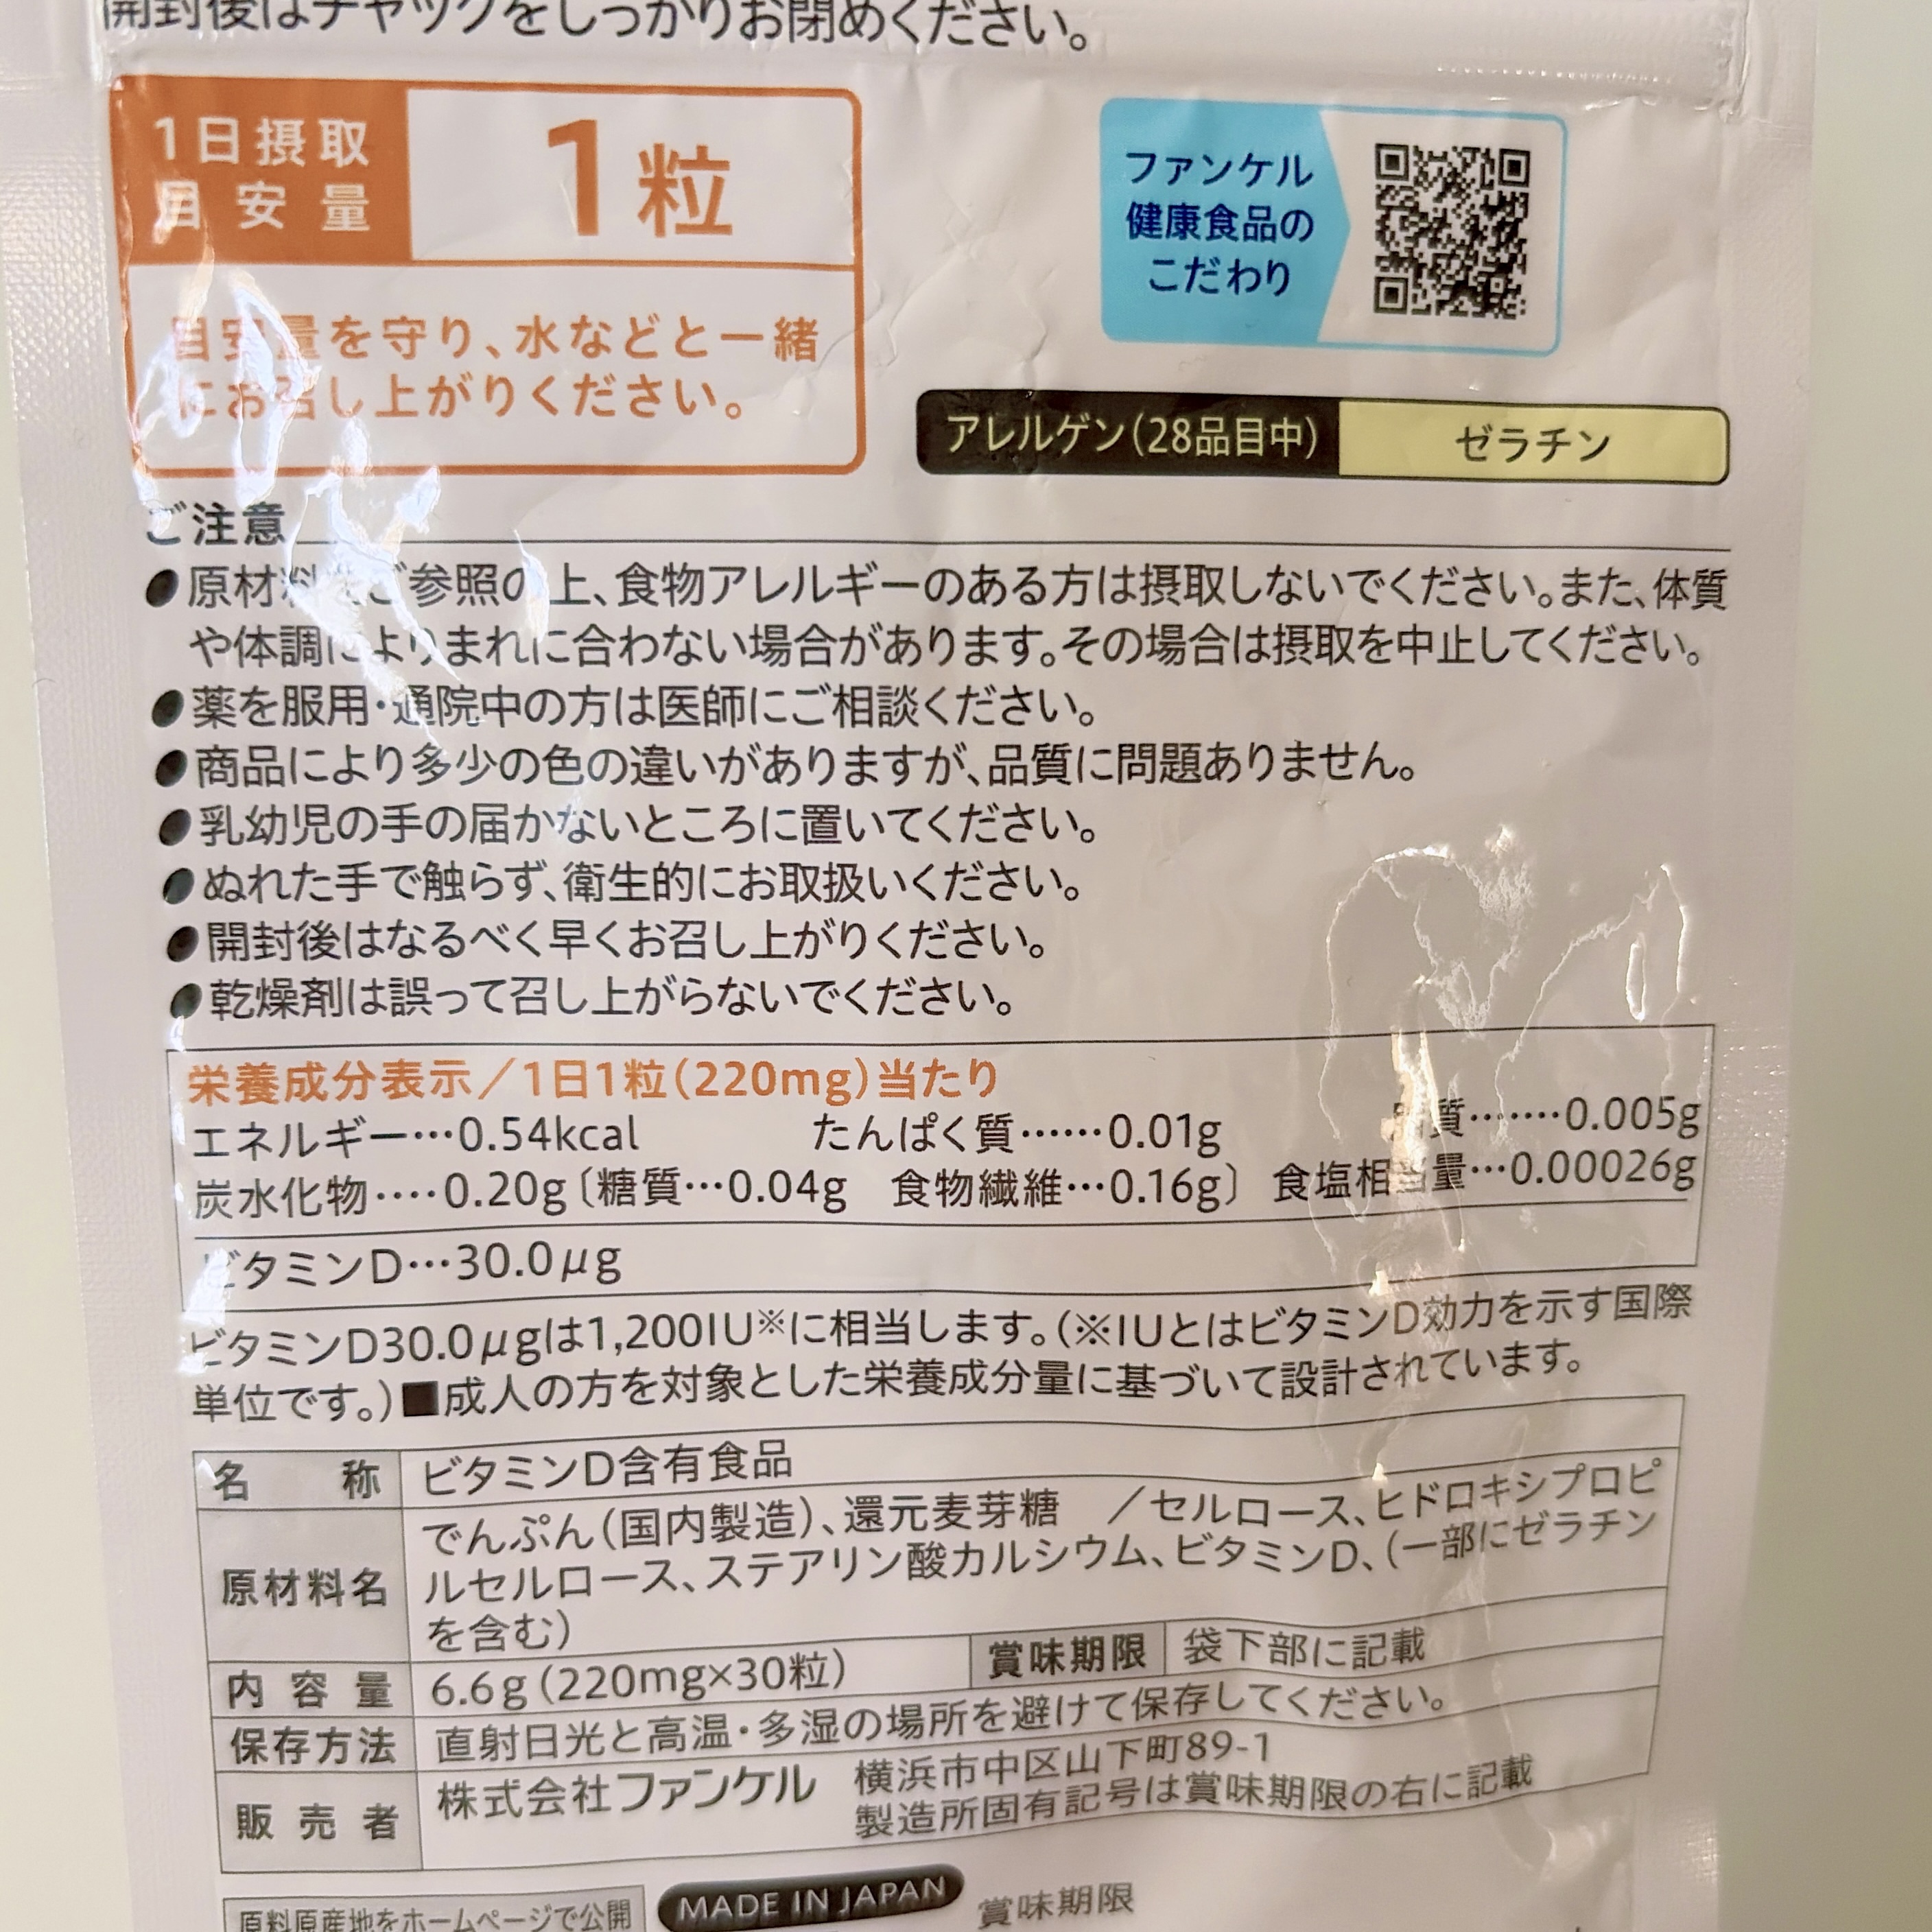 開封後はチャックをしっかりお閉めください。
1日摂取
目安量
1粒
目安量を守り、水などと一緒
にお召し上がりください。
ファンケル
健康食品の
こだわり
アレルゲン(28品目中)
ゼラチン
ご注意
●原材料をご参照の上、食物アレルギーのある方は摂取しないでください。また、体質
や体調によりまれに合わない場合があります。その場合は摂取を中止してください。
●薬を服用・通院中の方は医師にご相談ください。
●商品により多少の色の違いがありますが、品質に問題ありません。
●乳幼児の手の届かないところに置いてください。
●ぬれた手で触らず、衛生的にお取扱いください。
●開封後はなるべく早くお召し上がりください。
●乾燥剤は誤って召し上がらないでください。
栄養成分表示/1日1粒(220mg)当たり
エネルギー…0.54kcal たんぱく質……0.01g 脂質……0.005g
炭水化物‥‥0.20g〔糖質…0.04g 食物繊維…0.16g〕 食塩相当量…0.00026g
ビタミンD…30.0μg
ビタミンD30.0μgは1,200IU※に相当します。(※IUとはビタミンD効力を示す国際
単位です。)■成人の方を対象とした栄養成分量に基づいて設計されています。
名称 ビタミンD含有食品
原材料名 でんぷん(国内製造)、還元麦芽糖 /セルロース、ヒドロキシプロピ
ルセルロース、ステアリン酸カルシウム、ビタミンD、(一部にゼラチン
を含む)
内容量 6.6g(220mg×30粒) 賞味期限 袋下部に記載
保存方法 直射日光と高温・多湿の場所を避けて保存してください。
販売者 株式会社ファンケル 横浜市中区山下町89-1
製造所固有記号は賞味期限の右に記載
原料原産地をホームページで公開
MADE IN JAPAN
賞味期限